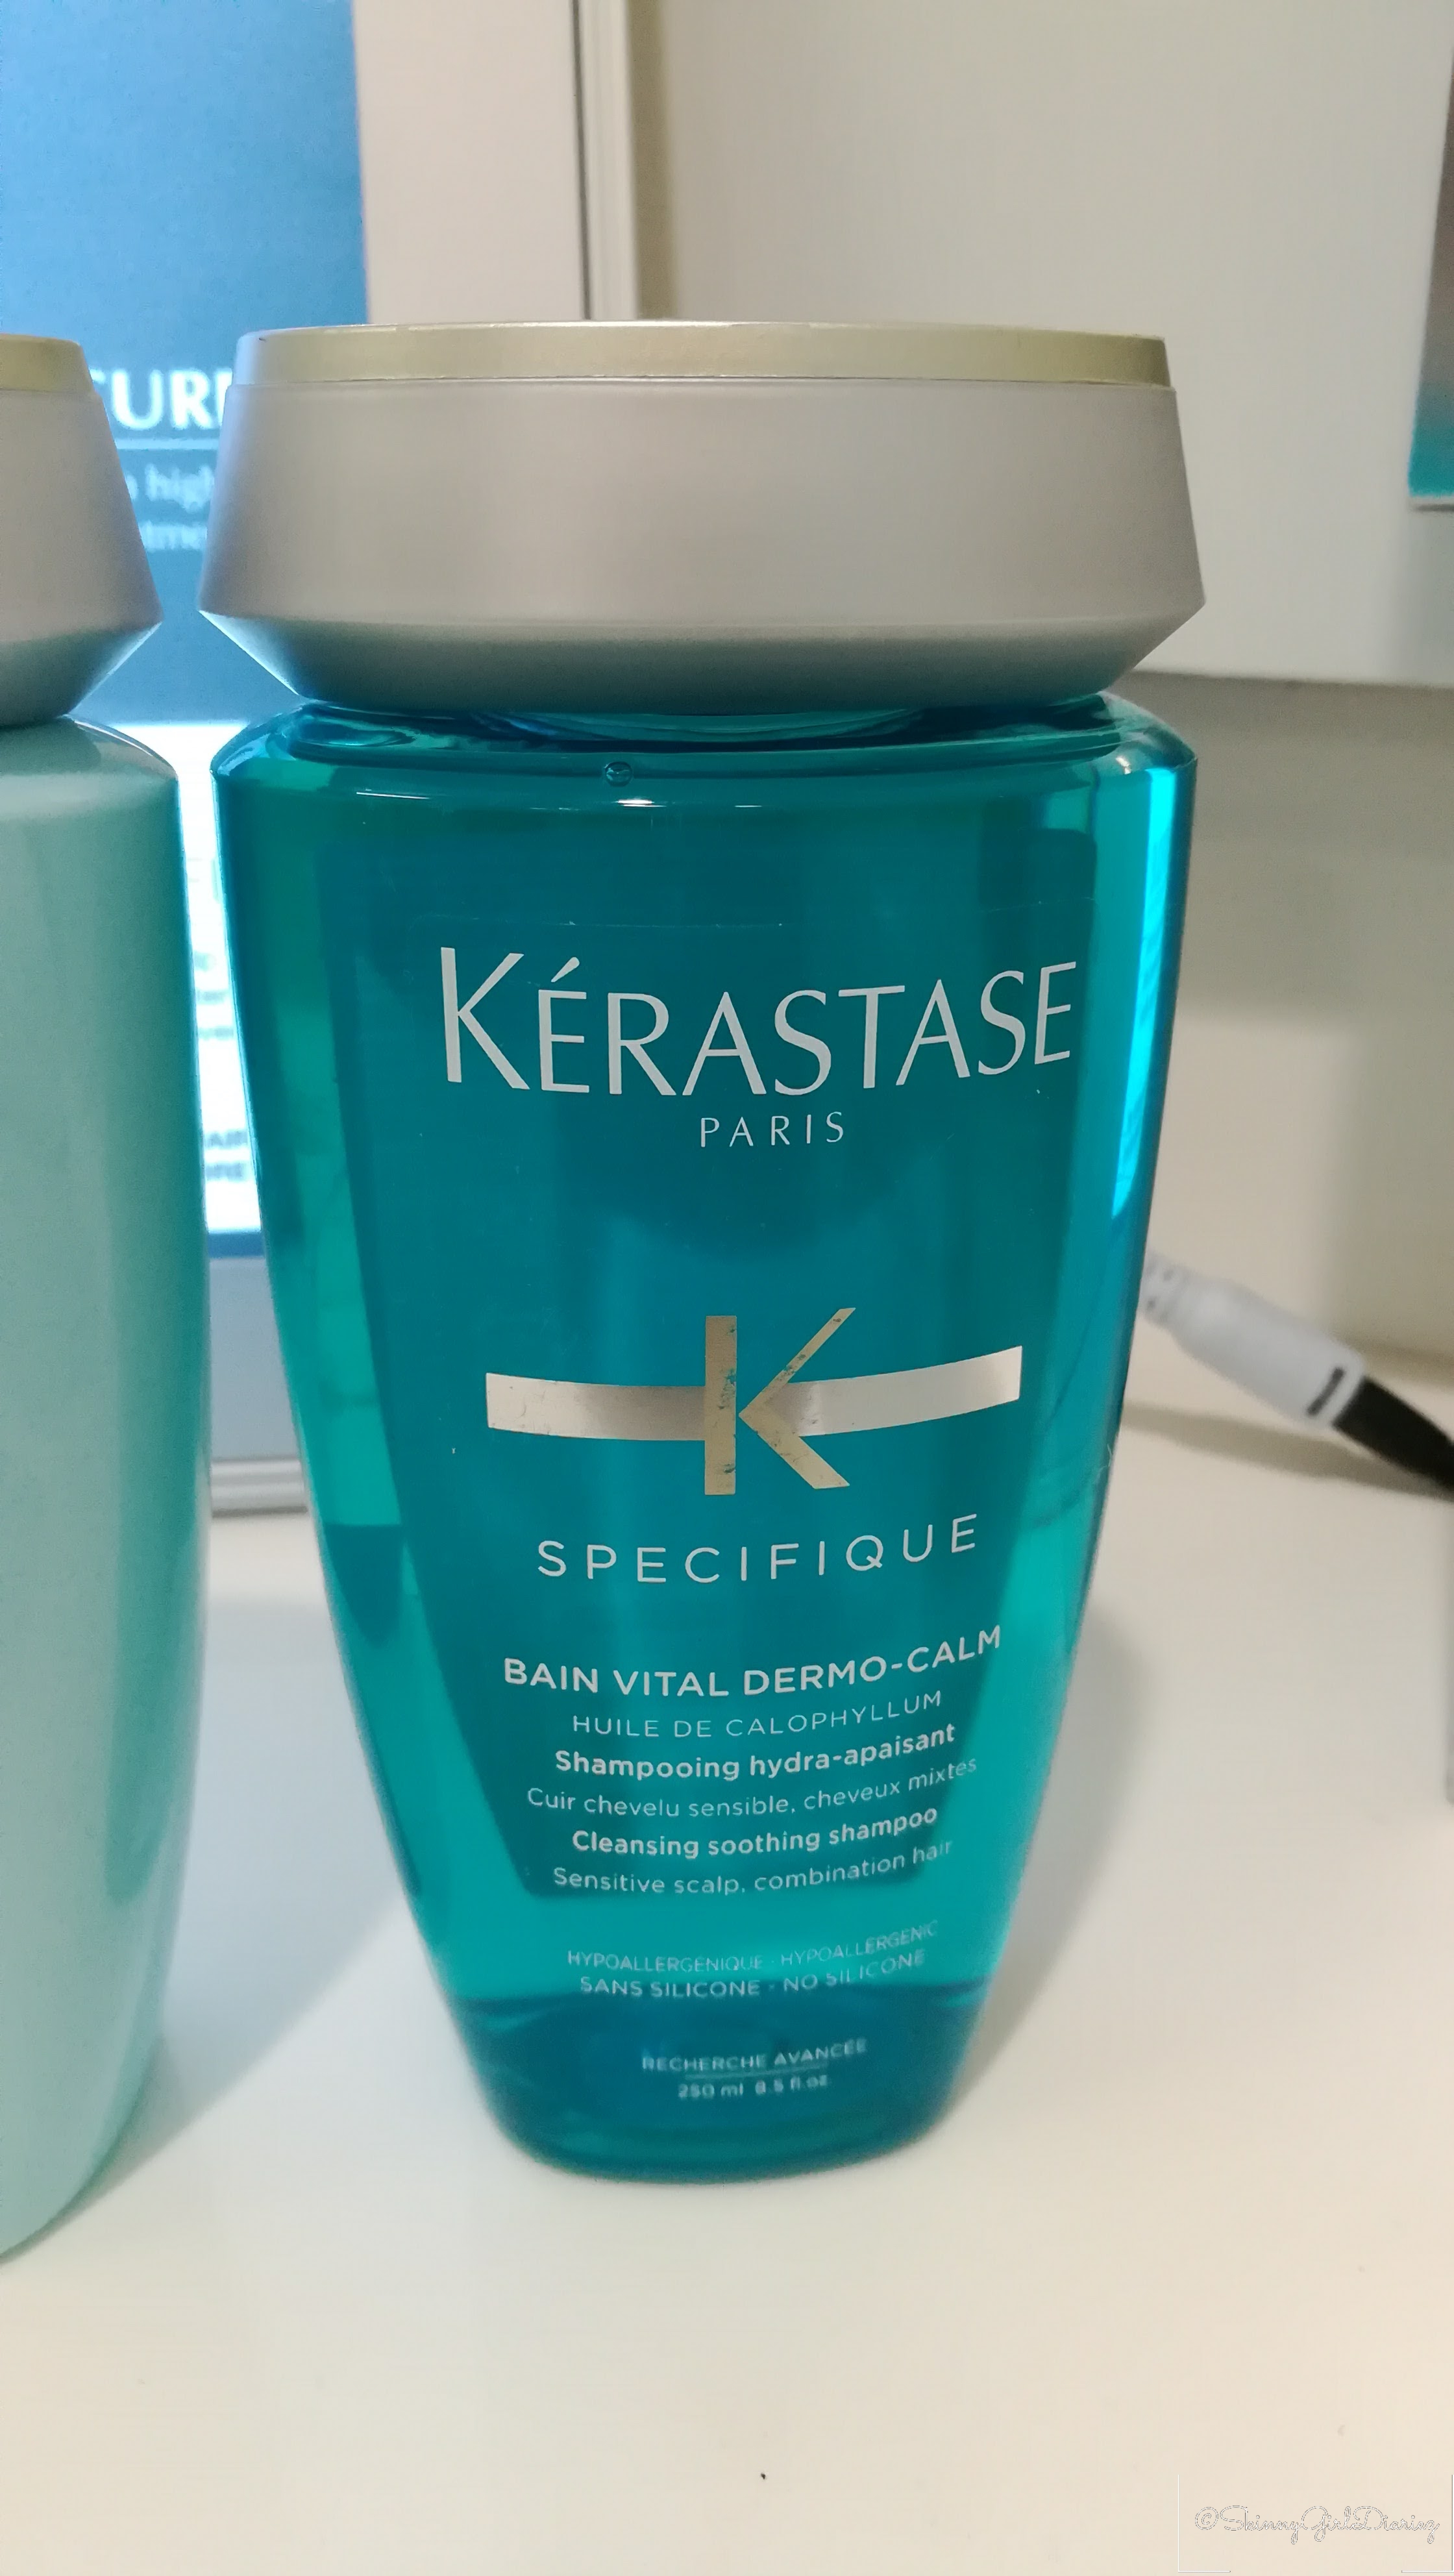 KÉRASTASE
PARIS
K
SPECIFIQUE
BAIN VITAL DERMO-CALM
HUILE DE CALOPHYLLUM
Shampooing hydra-apaisant
Cuir chevelu sensible, cheveux mixtes
Cleansing soothing shampoo
Sensitive scalp, combination hair
HYPOALLERGÉNIQUE · HYPOALLERGENIC
SANS SILICONE - NO SILICONE
RECHERCHE AVANCÉE
250 ml 8.5 fl.oz
©SkinnyGirlzDiariez